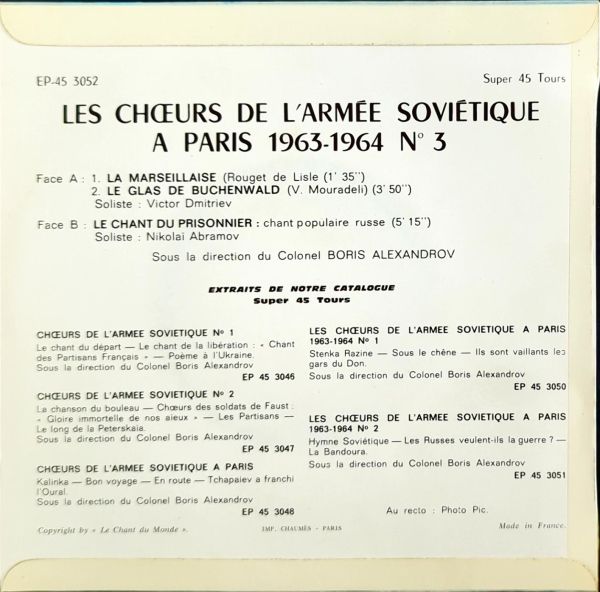 EP-45 3052
Super 45 Tours
LES CHŒURS DE L'ARMÉE SOVIÉTIQUE
A PARIS 1963-1964 N° 3
Face A : 1. LA MARSEILLAISE (Rouget de Lisle (1' 35'')
2. LE GLAS DE BUCHENWALD (V. Mouradeli) (3' 50'')
Soliste : Victor Dmitriev
Face B : LE CHANT DU PRISONNIER : chant populaire russe (5' 15'')
Soliste : Nikolaï Abramov
Sous la direction du Colonel BORIS ALEXANDROV
EXTRAITS DE NOTRE CATALOGUE
Super 45 Tours
CHŒURS DE L'ARMEE SOVIETIQUE N° 1
Le chant du départ — Le chant de la libération : « Chant
des Partisans Français » — Poème à l'Ukraine.
Sous la direction du Colonel Boris Alexandrov
EP 45 3046
CHŒURS DE L'ARMEE SOVIETIQUE N° 2
La chanson du bouleau — Chœurs des soldats de Faust :
« Gloire immortelle de nos aïeux » — Les Partisans —
Le long de la Peterskaïa.
Sous la direction du Colonel Boris Alexandrov
EP 45 3047
CHŒURS DE L'ARMEE SOVIETIQUE A PARIS
Kalinka — Bon voyage — En route — Tchapaiev a franchi
l'Oural.
Sous la direction du Colonel Boris Alexandrov
EP 45 3048
LES CHŒURS DE L'ARMEE SOVIETIQUE A PARIS
1963-1964 N° 1
Stenka Razine — Sous le chêne — Ils sont vaillants les
gars du Don.
Sous la direction du Colonel Boris Alexandrov
EP 45 3050
LES CHŒURS DE L'ARMEE SOVIETIQUE A PARIS
1963-1964 N° 2
Hymne Soviétique — Les Russes veulent-ils la guerre ? —
La Bandoura.
Sous la direction du Colonel Boris Alexandrov
EP 45 3051
Au recto : Photo Pic.
Copyright by « Le Chant du Monde ».
IMP. CHAUMÈS - PARIS
Made in France.